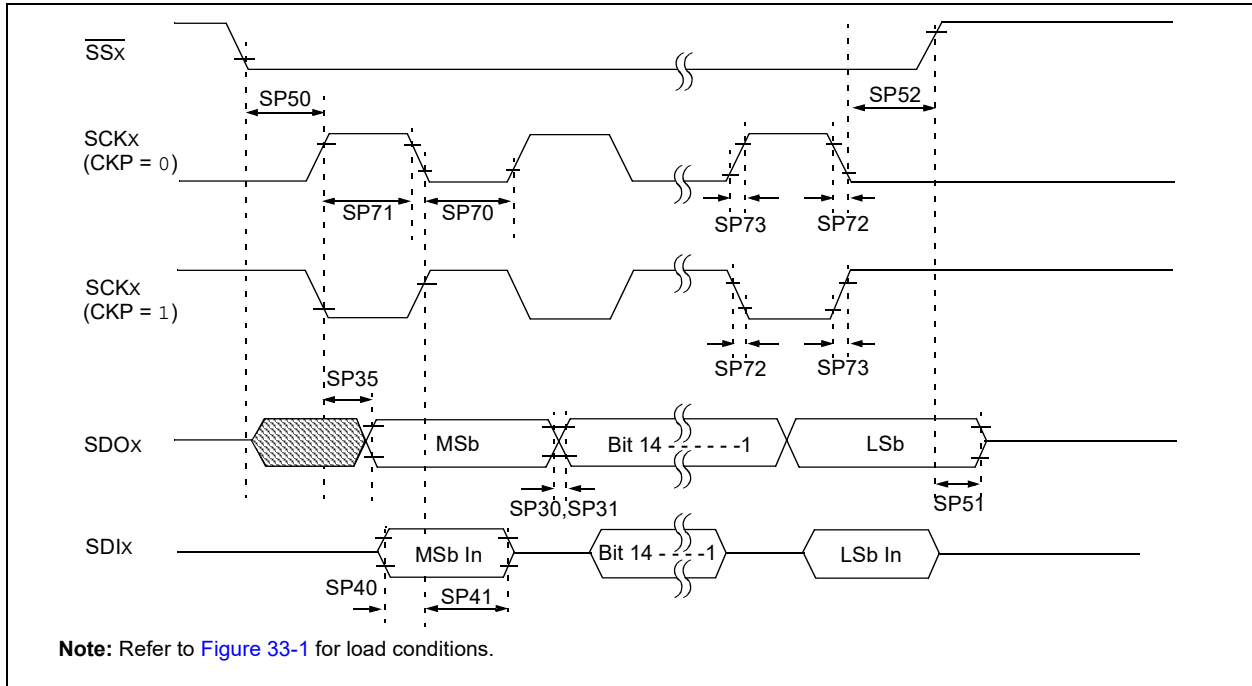 SSx
SP50
SP52
SCKx
(CKP = 0)
SP71
SP70
SP73
SP72
SCKx
(CKP = 1)
SP72
SP73
SP35
SDOx
MSb
Bit 14 - - - - - -1
LSb
SP30,SP31
SP51
SDIx
MSb In
Bit 14 - - - -1
LSb In
SP40
SP41
Note: Refer to Figure 33-1 for load conditions.